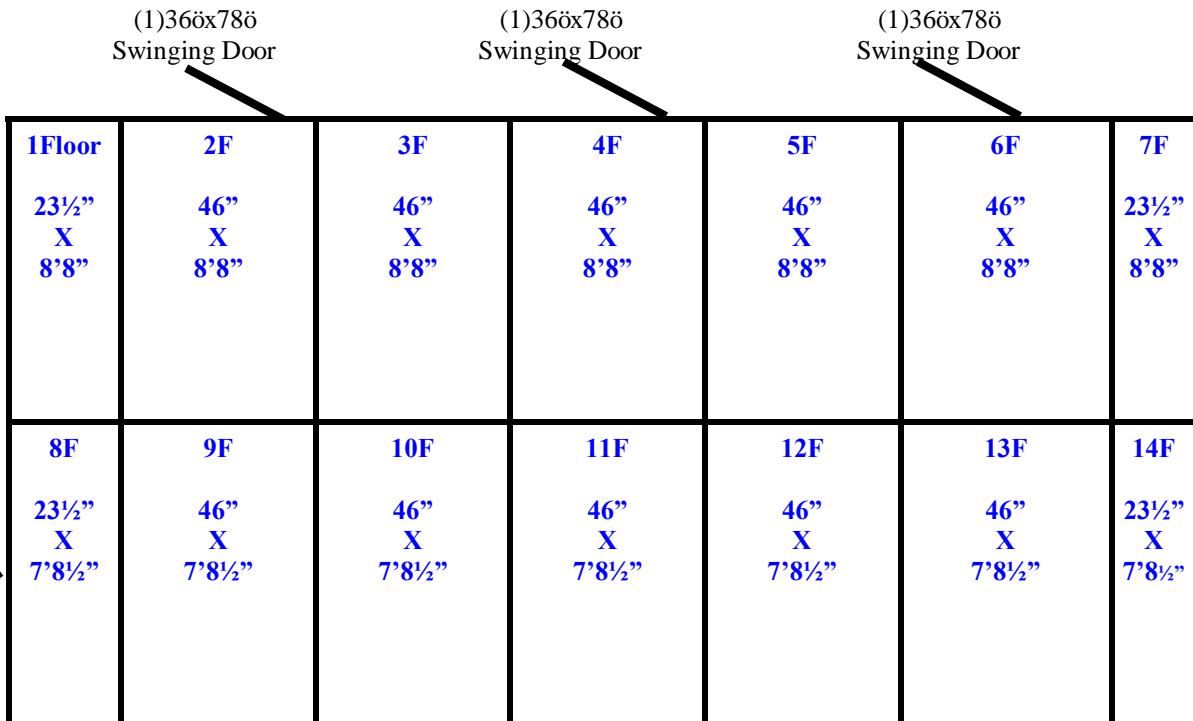 (1)36öx78ö
Swinging Door
(1)36öx78ö
Swinging Door
(1)36öx78ö
Swinging Door
1Floor
23½”
X
8’8”
2F
46”
X
8’8”
3F
46”
X
8’8”
4F
46”
X
8’8”
5F
46”
X
8’8”
6F
46”
X
8’8”
7F
23½”
X
8’8”
8F
23½”
X
7’8½”
9F
46”
X
7’8½”
10F
46”
X
7’8½”
11F
46”
X
7’8½”
12F
46”
X
7’8½”
13F
46”
X
7’8½”
14F
23½”
X
7’8½”